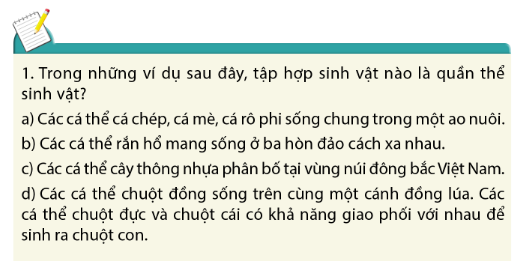 1. Trong những ví dụ sau đây, tập hợp sinh vật nào là quần thể
sinh vật?
a) Các cá thể cá chép, cá mè, cá rô phi sống chung trong một ao nuôi.
b) Các cá thể rắn hổ mang sống ở ba hòn đảo cách xa nhau.
c) Các cá thể cây thông nhựa phân bố tại vùng núi đông bắc Việt Nam.
d) Các cá thể chuột đồng sống trên cùng một cánh đồng lúa. Các
cá thể chuột đực và chuột cái có khả năng giao phối với nhau để
sinh ra chuột con.